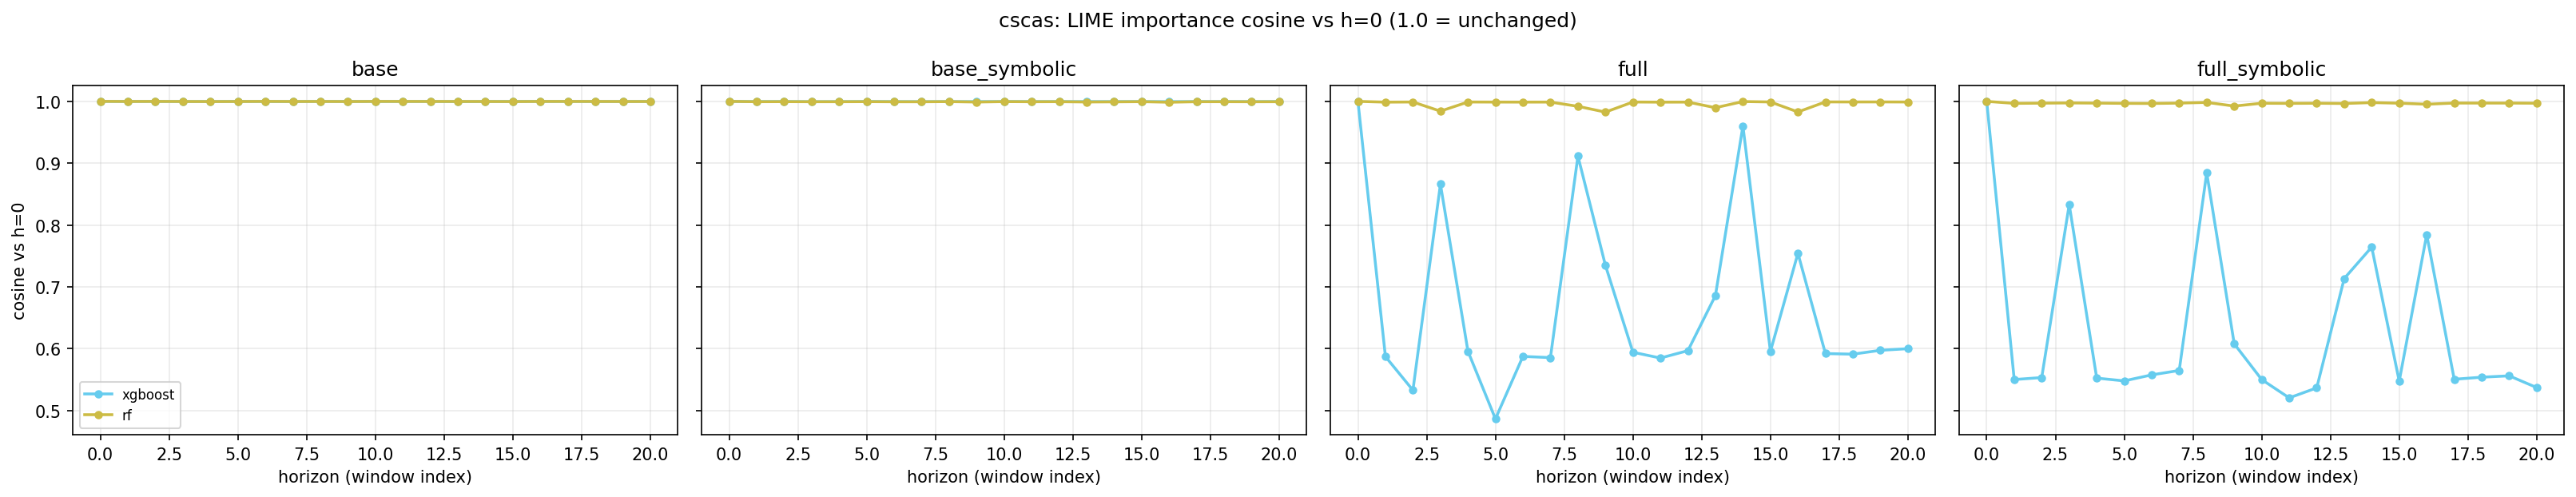 cscas: LIME importance cosine vs h=0 (1.0 = unchanged)
base
base_symbolic
full
full_symbolic
cosine vs h=0
1.0
0.9
0.8
0.7
0.6
0.5
xgboost
rf
0.0 2.5 5.0 7.5 10.0 12.5 15.0 17.5 20.0
0.0 2.5 5.0 7.5 10.0 12.5 15.0 17.5 20.0
0.0 2.5 5.0 7.5 10.0 12.5 15.0 17.5 20.0
0.0 2.5 5.0 7.5 10.0 12.5 15.0 17.5 20.0
horizon (window index)
horizon (window index)
horizon (window index)
horizon (window index)